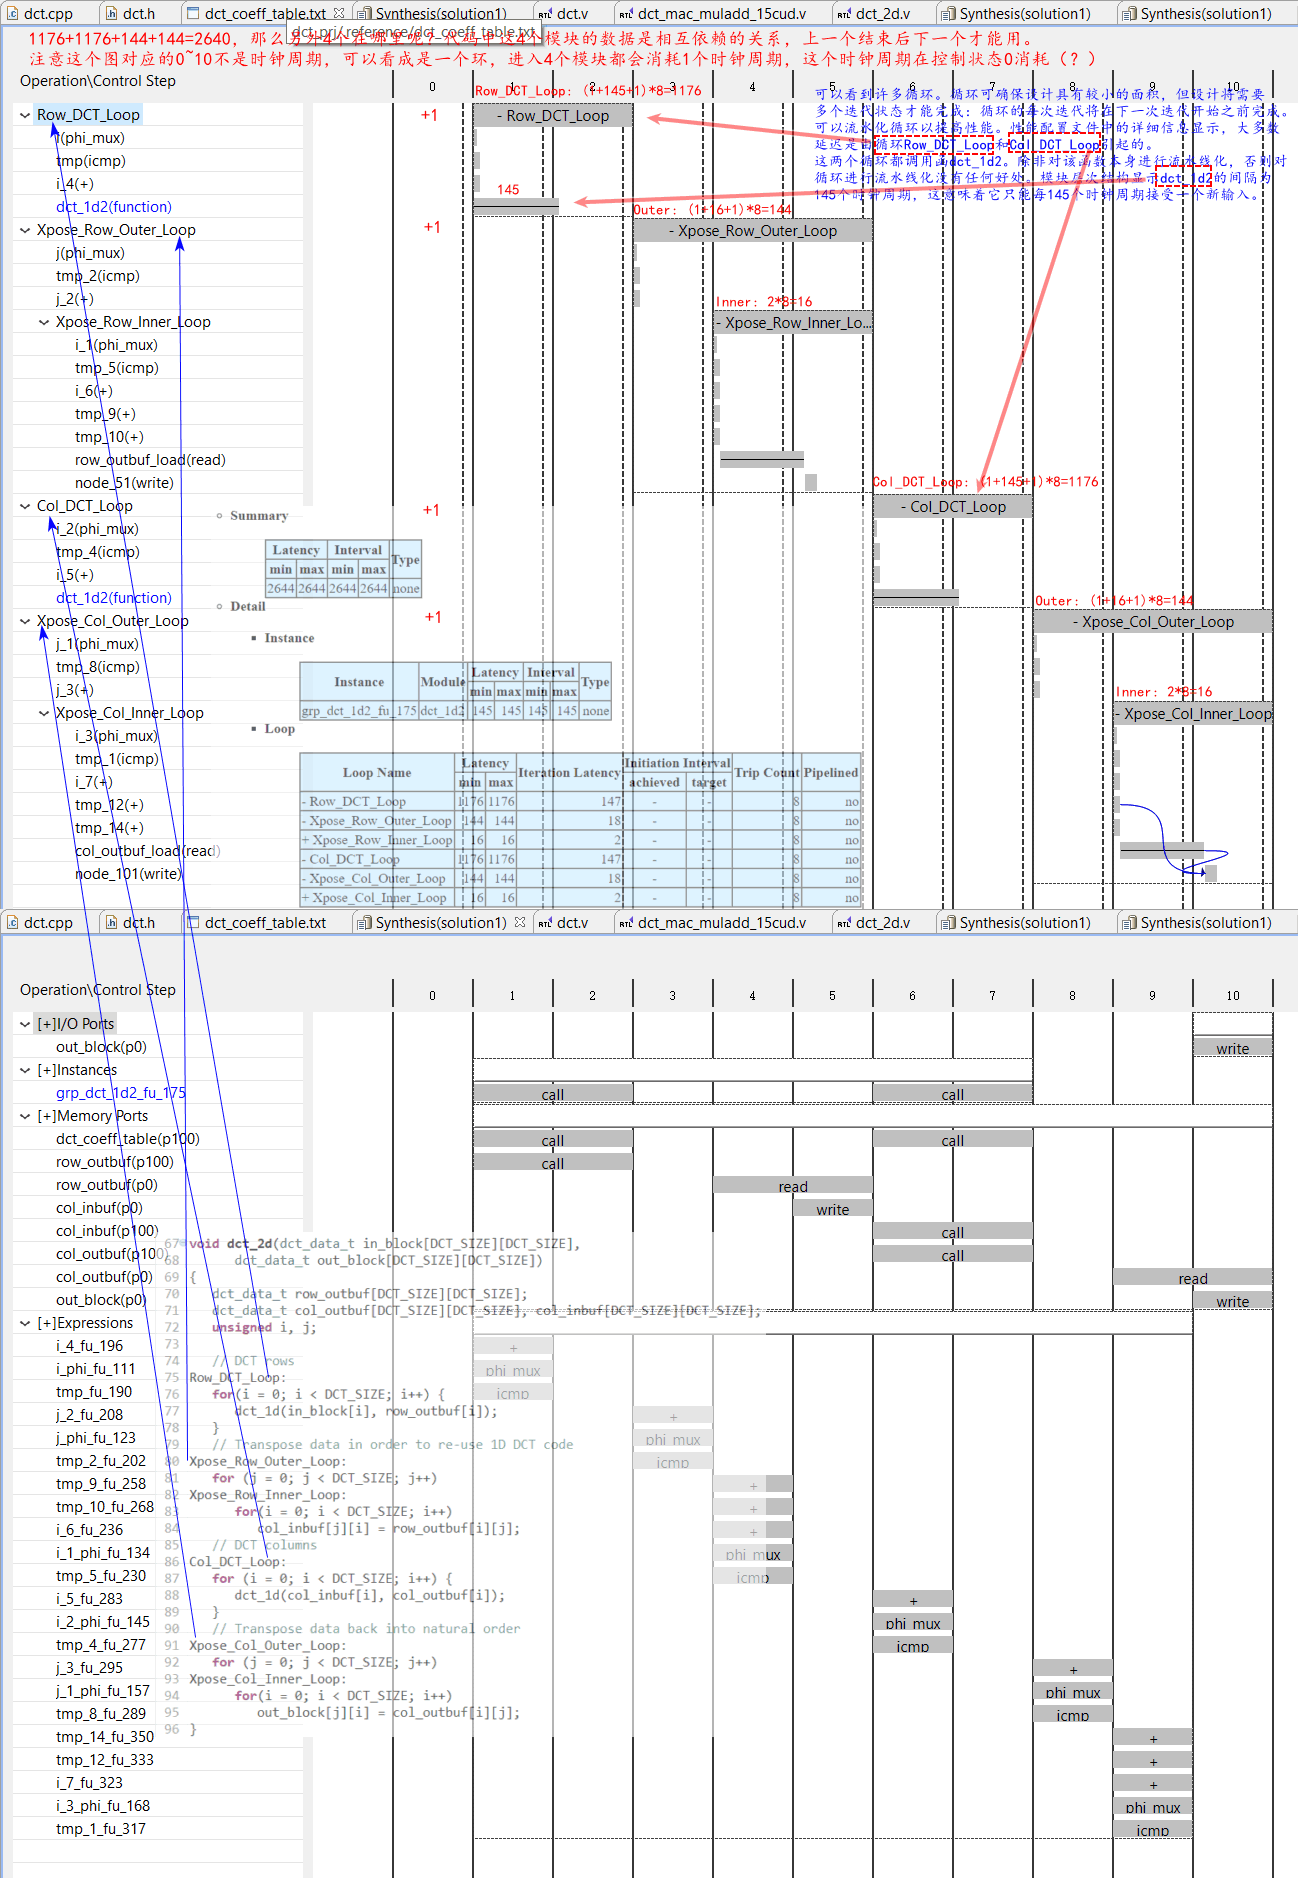 dct.cpp dct.h dct_coeff_table.txt Synthesis(solution1) dct.v dct_mac_muladd_15cud.v dct_2d.v Synthesis(solution1) Synthesis(solution1)
dct.prj/reference/dct_coeff_table.txt
1176+1176+144+144=2640, 那么另外4个在哪里呢？代码中这4个模块的数据是相互依赖的关系，上一个结束后下一个才能用。
注意这个图对应的0~10不是时钟周期，可以看成是一个环，进入4个模块都会消耗1个时钟周期，这个时钟周期在控制状态0消耗（？）
Operation\Control Step 0 1 2 3 4 5 6 7 8 9 10
Row_DCT_Loop: (1+145+1)*8=1176
可以看到许多循环。循环可确保设计具有较小的面积，但设计将需要
多个迭代状态才能完成：循环的每次迭代将在下一次迭代开始之前完成。
可以流水化循环以提高性能。性能配置文件中的详细信息显示，大多数
延迟是由循环Row_DCT_Loop和Col_DCT_Loop引起的。
这两个循环都调用函dct_1d2。除非对该函数本身进行流水线化，否则对
循环进行流水线化没有任何好处。模块层次结构显示dct_1d2的间隔为
145个时钟周期，这意味着它只能每145个时钟周期接受一个新输入。
Row_DCT_Loop +1 - Row_DCT_Loop
i(phi_mux)
tmp(icmp)
i_4(+) 145
dct_1d2(function)
Outer: (1+16+1)*8=144
Xpose_Row_Outer_Loop +1 - Xpose_Row_Outer_Loop
j(phi_mux)
tmp_2(icmp)
j_2(+)
Inner: 2*8=16
Xpose_Row_Inner_Loop - Xpose_Row_Inner_Lo...
i_1(phi_mux)
tmp_5(icmp)
i_6(+)
tmp_9(+)
tmp_10(+)
row_outbuf_load(read)
node_51(write)
Col_DCT_Loop: (1+145+1)*8=1176
Col_DCT_Loop +1 - Col_DCT_Loop
i_2(phi_mux)
tmp_4(icmp)
i_5(+)
dct_1d2(function)
Outer: (1+16+1)*8=144
Xpose_Col_Outer_Loop +1 - Xpose_Col_Outer_Loop
j_1(phi_mux)
tmp_8(icmp)
j_3(+)
Inner: 2*8=16
Xpose_Col_Inner_Loop - Xpose_Col_Inner_Loop
i_3(phi_mux)
tmp_1(icmp)
i_7(+)
tmp_12(+)
tmp_14(+)
col_outbuf_load(read)
node_101(write)
Summary
Latency Interval Type
min max min max
2644 2644 2644 2644 none
Detail
Instance
Instance Module Latency Interval Type
min max min max
grp_dct_1d2_fu_175 dct_1d2 145 145 145 145 none
Loop
Loop Name Latency Iteration Latency Initiation Interval Trip Count Pipelined
min max achieved target
- Row_DCT_Loop 1176 1176 147 - - 8 no
- Xpose_Row_Outer_Loop 144 144 18 - - 8 no
+ Xpose_Row_Inner_Loop 16 16 2 - - 8 no
- Col_DCT_Loop 1176 1176 147 - - 8 no
- Xpose_Col_Outer_Loop 144 144 18 - - 8 no
+ Xpose_Col_Inner_Loop 16 16 2 - - 8 no
dct.cpp dct.h dct_coeff_table.txt Synthesis(solution1) dct.v dct_mac_muladd_15cud.v dct_2d.v Synthesis(solution1) Synthesis(solution1)
Operation\Control Step 0 1 2 3 4 5 6 7 8 9 10
[+]I/O Ports
out_block(p0) write
[+]Instances
grp_dct_1d2_fu_175 call call
[+]Memory Ports
dct_coeff_table(p100) call call
row_outbuf(p100) call
row_outbuf(p0) read
col_inbuf(p0) write
col_inbuf(p100) call
col_outbuf(p100) call
col_outbuf(p0) read
out_block(p0) write
[+]Expressions
i_4_fu_196 +
i_phi_fu_111 phi_mux
tmp_fu_190 icmp
j_2_fu_208 +
j_phi_fu_123 phi_mux
tmp_2_fu_202 icmp
tmp_9_fu_258 +
tmp_10_fu_268 +
i_6_fu_236 +
i_1_phi_fu_134 phi_mux
tmp_5_fu_230 icmp
i_5_fu_283 +
i_2_phi_fu_145 phi_mux
tmp_4_fu_277 icmp
j_3_fu_295 +
j_1_phi_fu_157 phi_mux
tmp_8_fu_289 icmp
tmp_14_fu_350 +
tmp_12_fu_333 +
i_7_fu_323 +
i_3_phi_fu_168 phi_mux
tmp_1_fu_317 icmp
67 void dct_2d(dct_data_t in_block[DCT_SIZE][DCT_SIZE],
68 dct_data_t out_block[DCT_SIZE][DCT_SIZE])
69 {
70 dct_data_t row_outbuf[DCT_SIZE][DCT_SIZE];
71 dct_data_t col_outbuf[DCT_SIZE][DCT_SIZE], col_inbuf[DCT_SIZE][DCT_SIZE];
72 unsigned i, j;
73
74 // DCT rows
75 Row_DCT_Loop:
76 for(i = 0; i < DCT_SIZE; i++) {
77 dct_1d(in_block[i], row_outbuf[i]);
78 }
79 // Transpose data in order to re-use 1D DCT code
80 Xpose_Row_Outer_Loop:
81 for (j = 0; j < DCT_SIZE; j++)
82 Xpose_Row_Inner_Loop:
83 for(i = 0; i < DCT_SIZE; i++)
84 col_inbuf[j][i] = row_outbuf[i][j];
85 // DCT columns
86 Col_DCT_Loop:
87 for (i = 0; i < DCT_SIZE; i++) {
88 dct_1d(col_inbuf[i], col_outbuf[i]);
89 }
90 // Transpose data back into natural order
91 Xpose_Col_Outer_Loop:
92 for (j = 0; j < DCT_SIZE; j++)
93 Xpose_Col_Inner_Loop:
94 for(i = 0; i < DCT_SIZE; i++)
95 out_block[j][i] = col_outbuf[i][j];
96 }